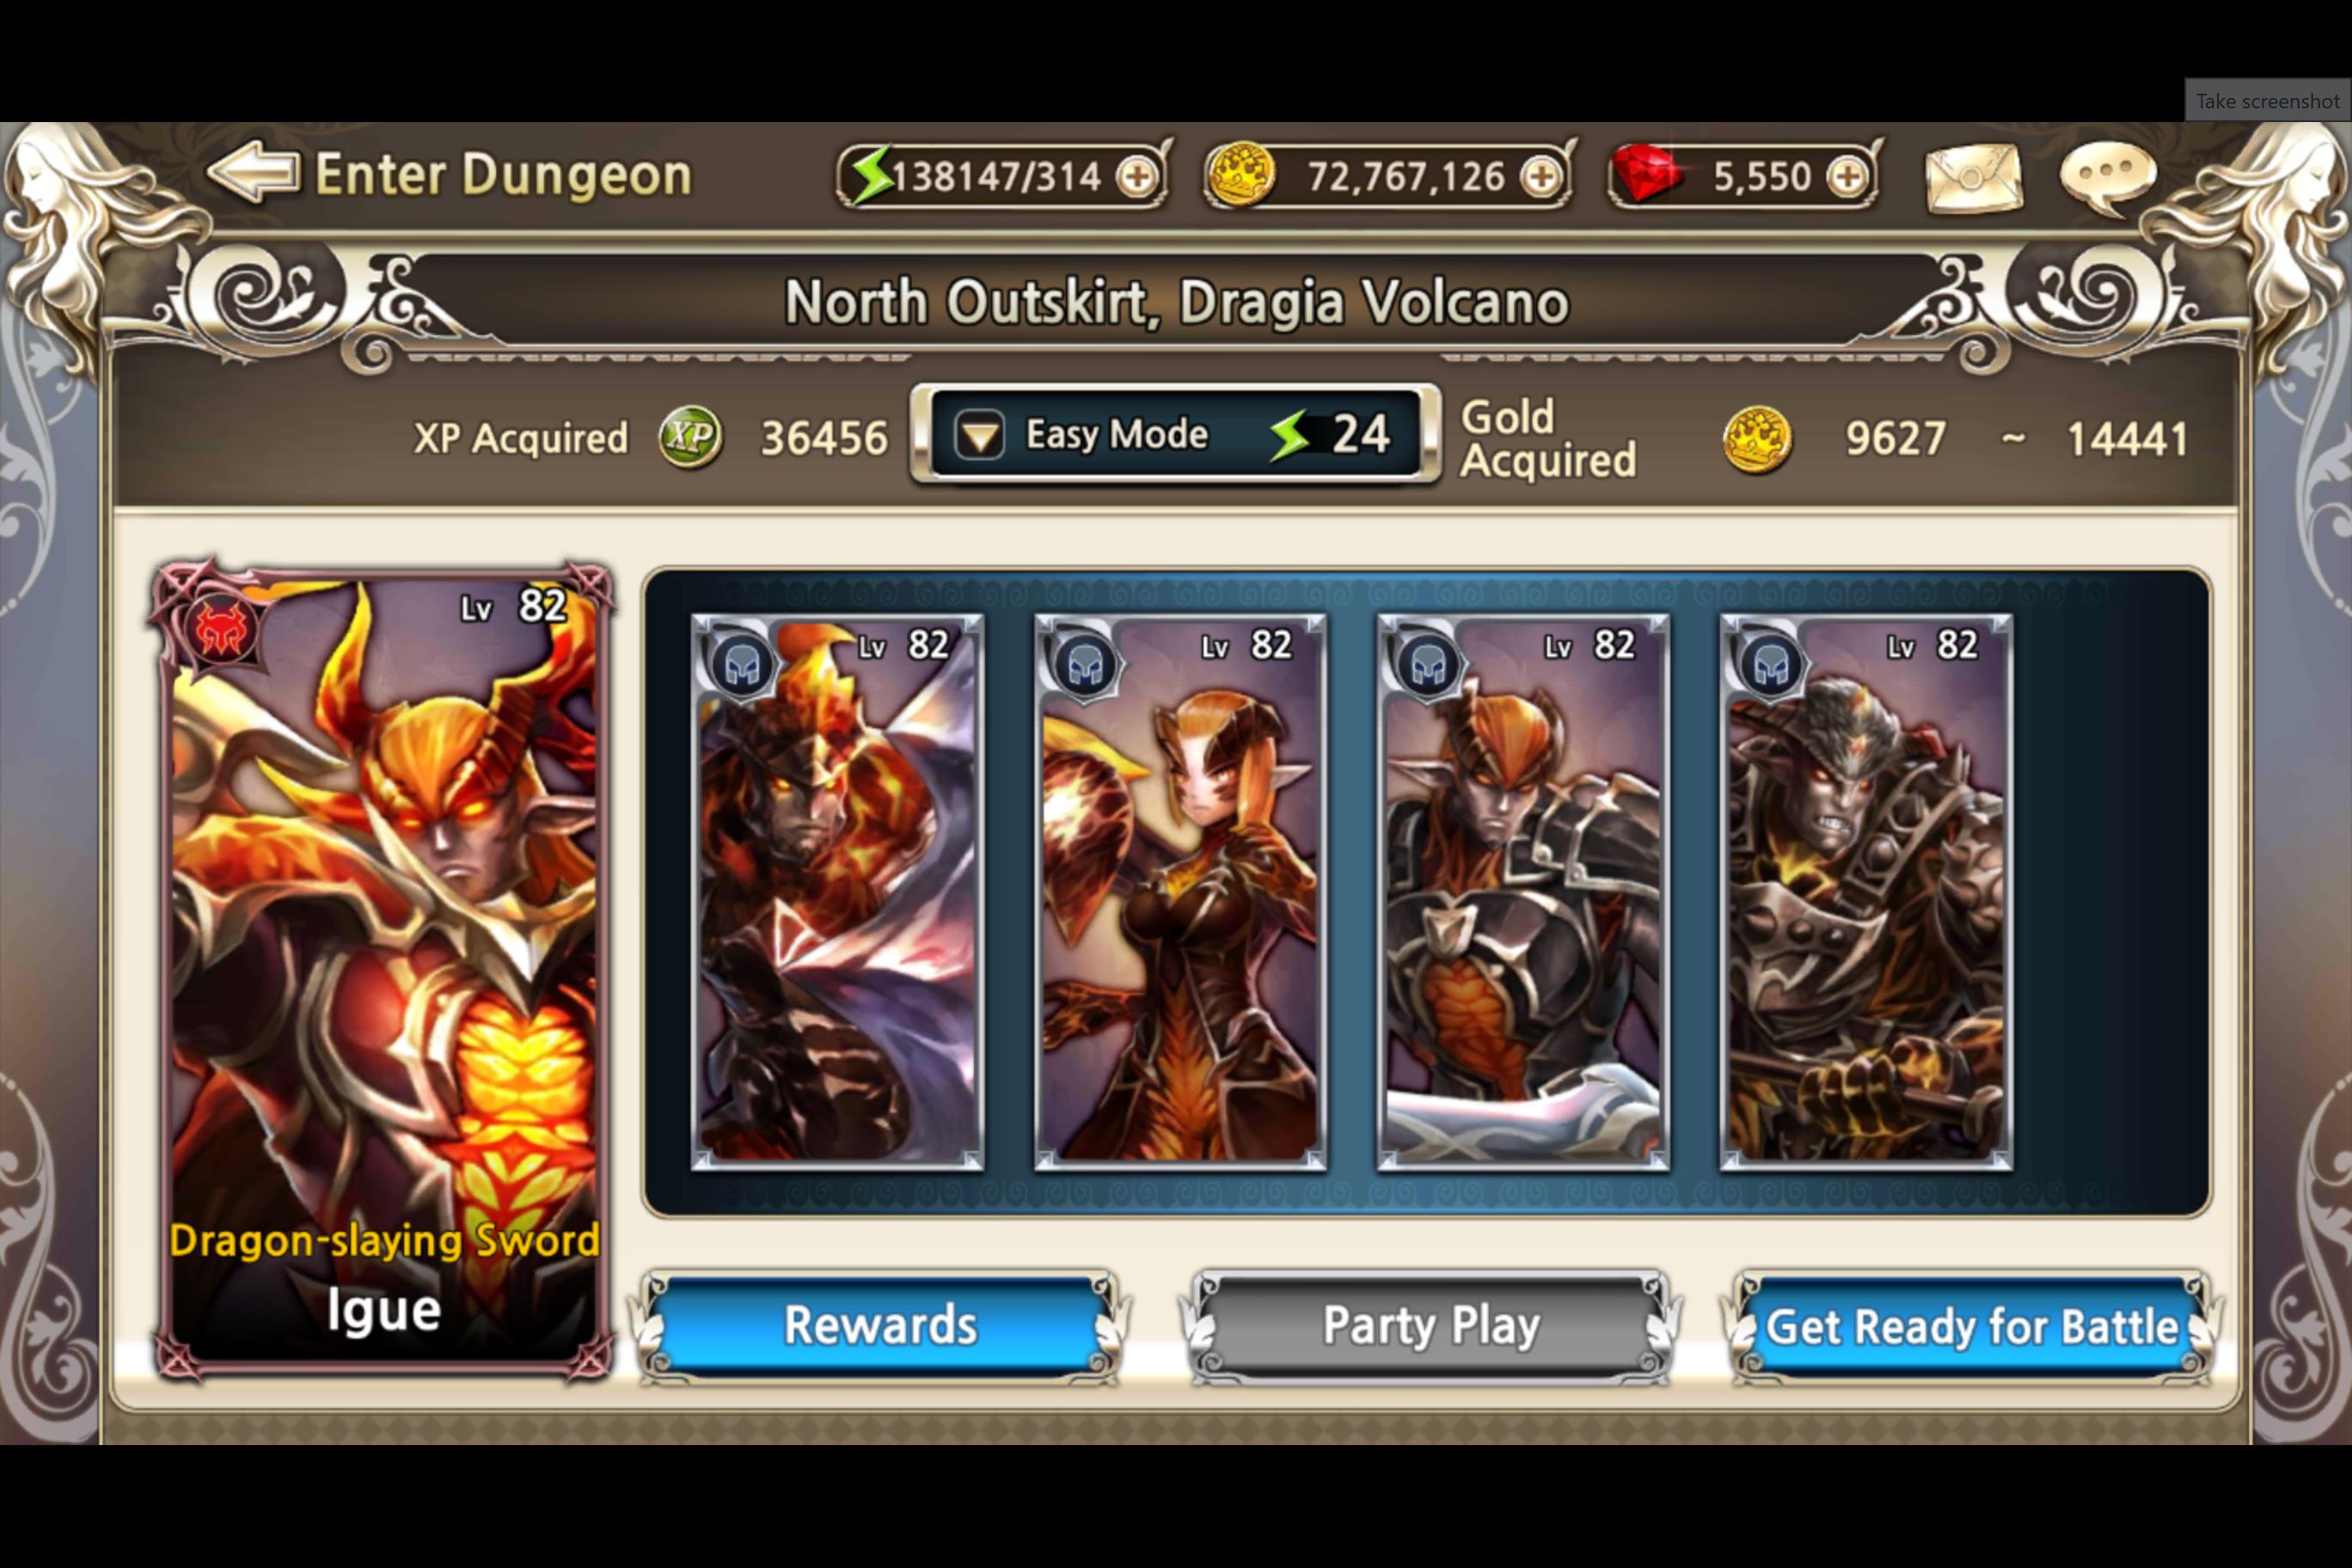 Take screenshot
Enter Dungeon
138147/314
72,767,126
5,550
North Outskirt, Dragia Volcano
XP Acquired XP 36456
Easy Mode 24
Gold
Acquired
9627 ~ 14441
Lv 82
Dragon-slaying Sword
Igue
Lv 82
Lv 82
Lv 82
Lv 82
Rewards
Party Play
Get Ready for Battle